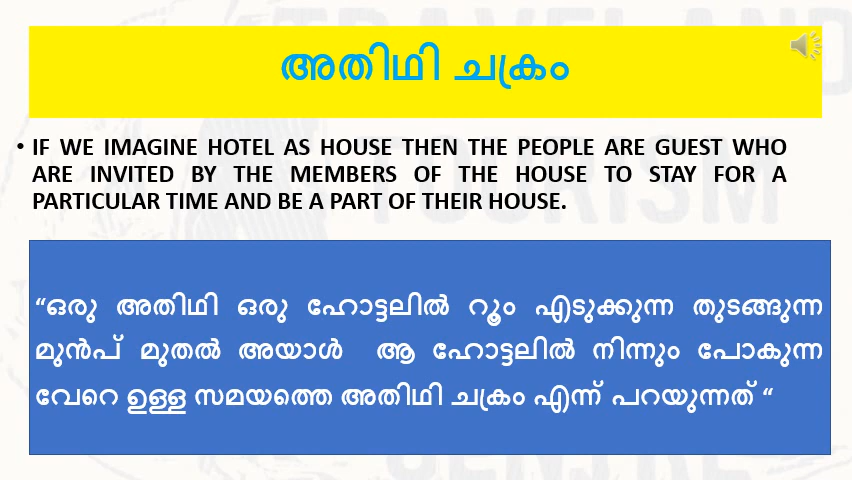 അതിഥി ചക്രം
• IF WE IMAGINE HOTEL AS HOUSE THEN THE PEOPLE ARE GUEST WHO
ARE INVITED BY THE MEMBERS OF THE HOUSE TO STAY FOR A
PARTICULAR TIME AND BE A PART OF THEIR HOUSE.
“ഒരു അതിഥി ഒരു ഹോട്ടലിൽ റൂം എടുക്കുന്ന തുടങ്ങുന്ന
മുൻപ് മുതൽ അയാൾ ആ ഹോട്ടലിൽ നിന്നും പോകുന്ന
വേറെ ഉള്ള സമയത്തെ അതിഥി ചക്രം എന്ന് പറയുന്നത് “
TOURISM